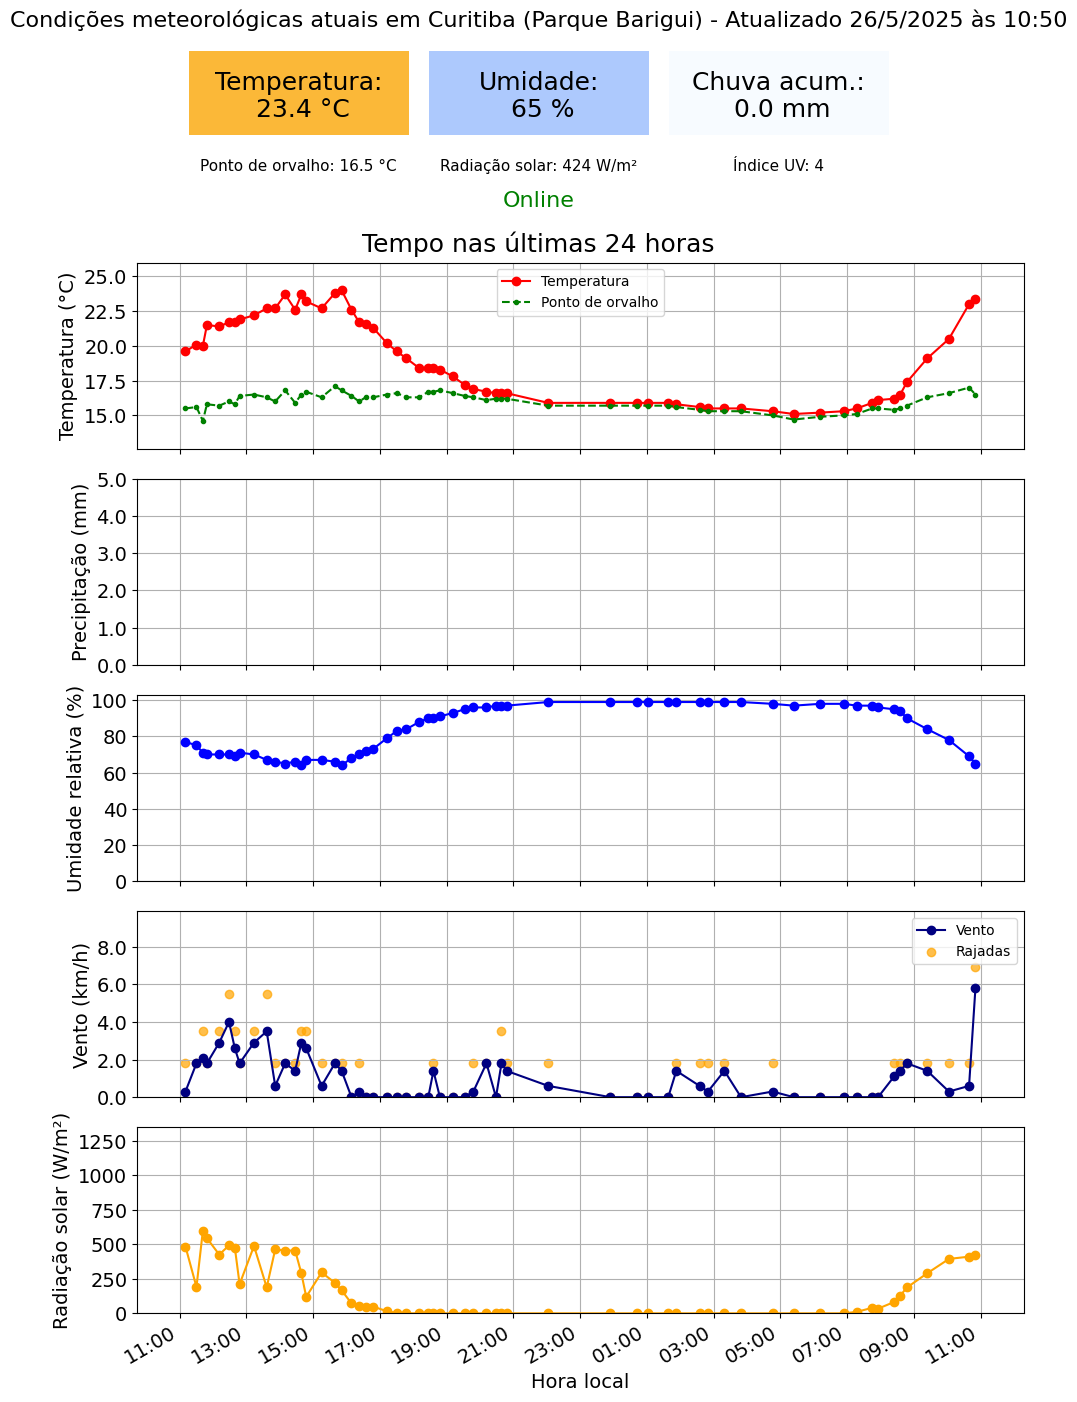 Condições meteorológicas atuais em Curitiba (Parque Barigui) - Atualizado 26/5/2025 às 10:50
Temperatura:
23.4 °C
Umidade:
65 %
Chuva acum.:
0.0 mm
Ponto de orvalho: 16.5 °C
Radiação solar: 424 W/m²
Índice UV: 4
Online
Tempo nas últimas 24 horas
Temperatura (°C)
25.0
22.5
20.0
17.5
15.0
Temperatura
Ponto de orvalho
Precipitação (mm)
5.0
4.0
3.0
2.0
1.0
0.0
Umidade relativa (%)
100
80
60
40
20
0
Vento (km/h)
8.0
6.0
4.0
2.0
0.0
Vento
Rajadas
Radiação solar (W/m²)
1250
1000
750
500
250
0
11:00
13:00
15:00
17:00
19:00
21:00
23:00
01:00
03:00
05:00
07:00
09:00
11:00
Hora local